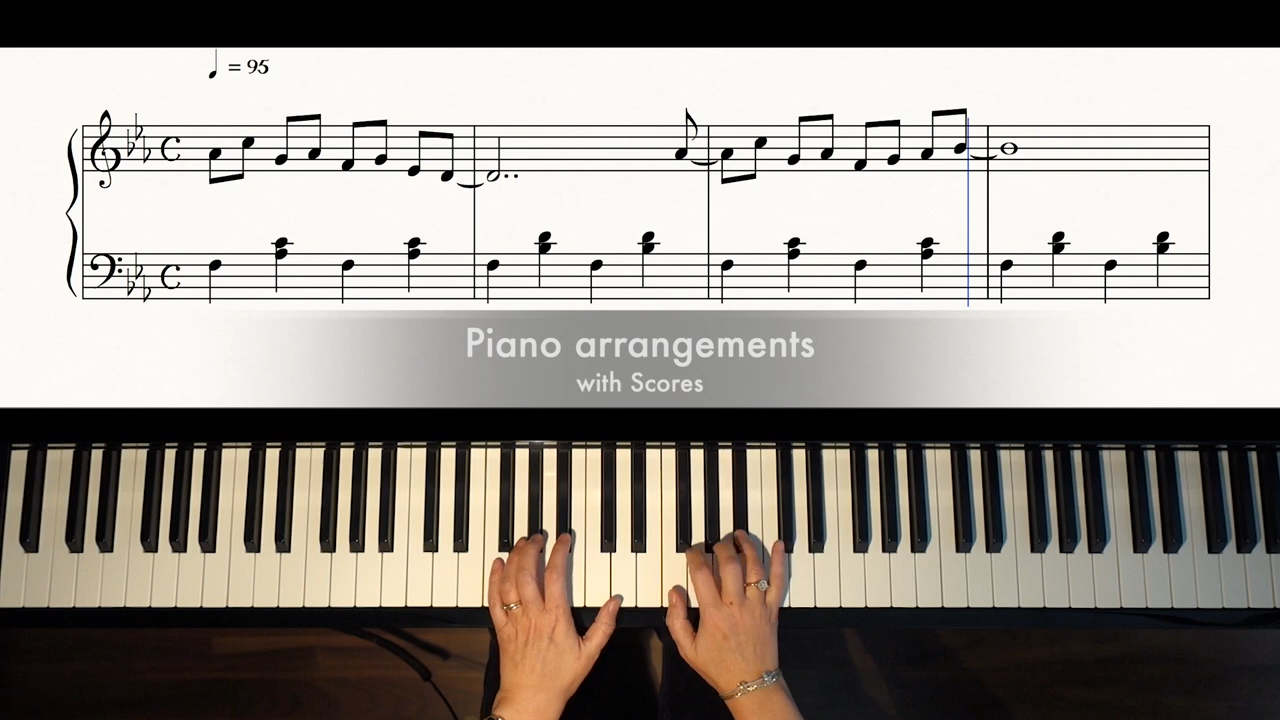 = 95
Piano arrangements
with Scores